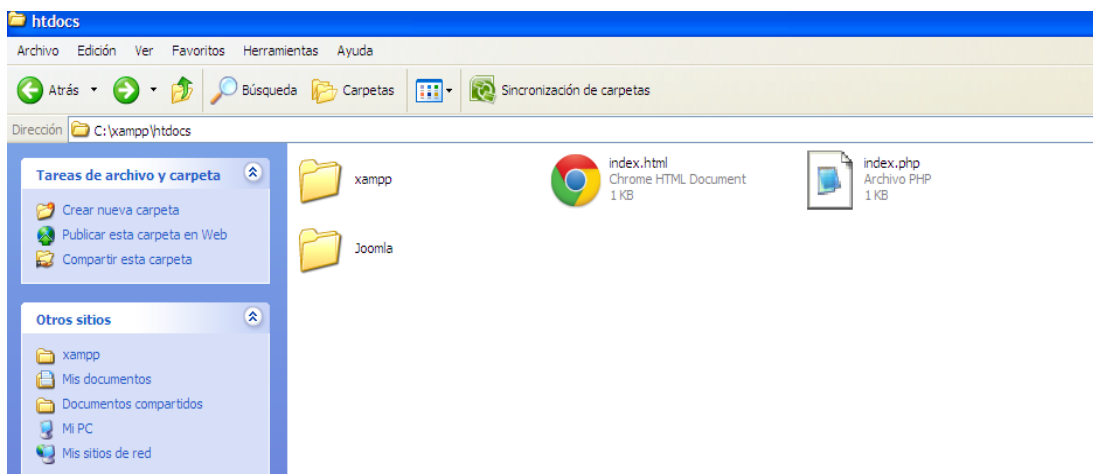 htdocs
Archivo Edición Ver Favoritos Herramientas Ayuda
Atrás Búsqueda Carpetas Sincronización de carpetas
Dirección C:\xampp\htdocs
Tareas de archivo y carpeta
Crear nueva carpeta
Publicar esta carpeta en Web
Compartir esta carpeta
Otros sitios
xampp
Mis documentos
Documentos compartidos
Mi PC
Mis sitios de red
xampp
index.html
Chrome HTML Document
1 KB
index.php
Archivo PHP
1 KB
Joomla